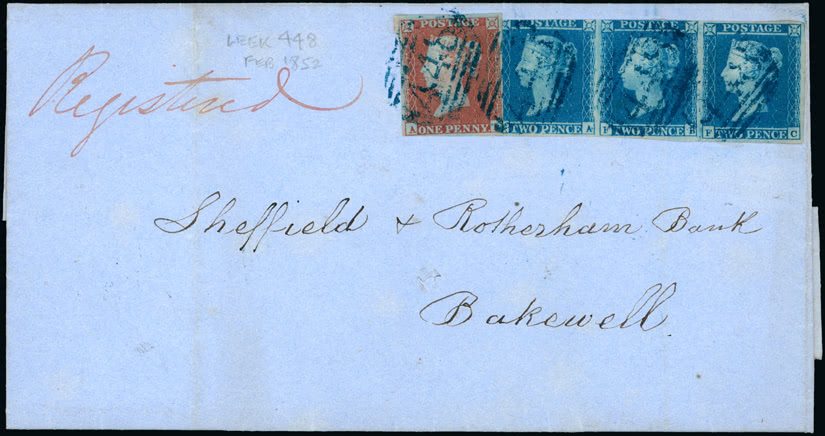 LEEK 448
FEB 1852
Registered
POSTAGE POSTAGE POSTAGE POSTAGE
A ONE PENNY. TWO PENCE A F TWO PENCE B F TWO PENCE C
Sheffield & Rotherham Bank
Bakewell